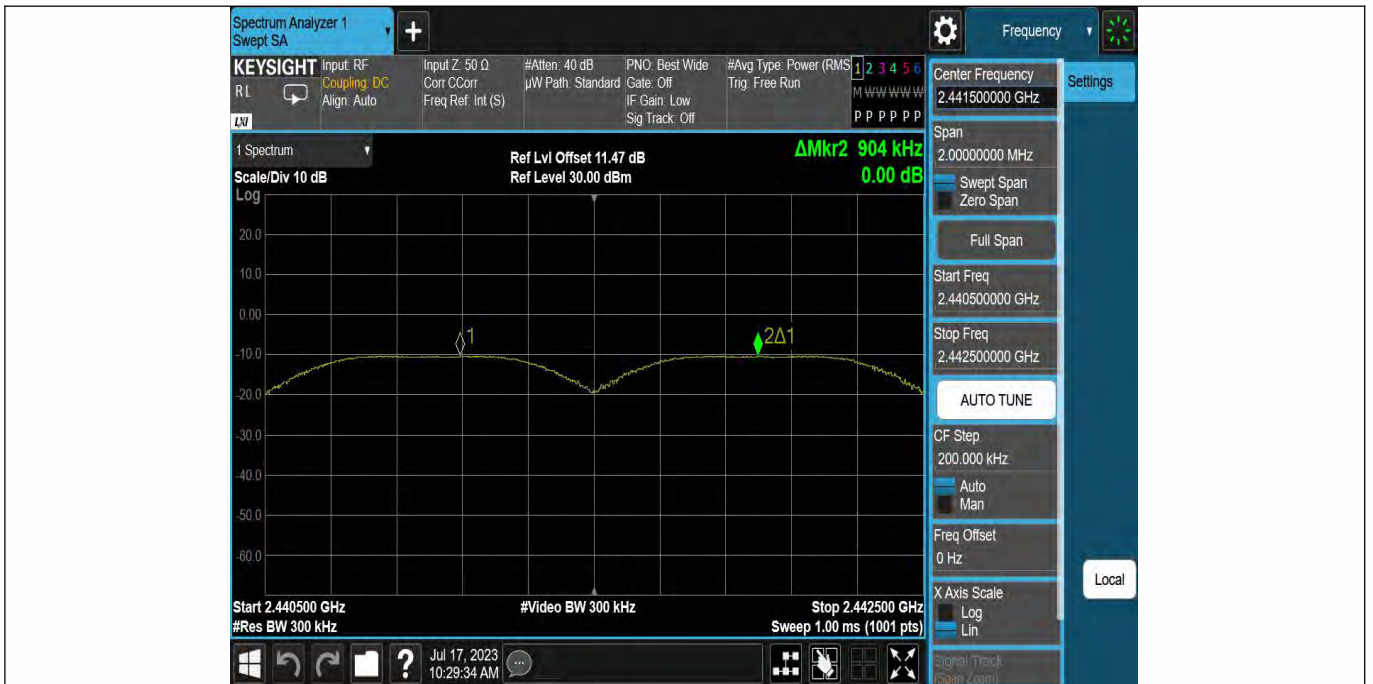 Spectrum Analyzer 1
Swept SA
+
Frequency
KEYSIGHT
RL
LXI
Input: RF
Coupling: DC
Align: Auto
Input Z: 50 Ω
Corr CCorr
Freq Ref: Int (S)
#Atten: 40 dB
µW Path: Standard
PNO: Best Wide
Gate: Off
IF Gain: Low
Sig Track: Off
#Avg Type: Power (RMS
Trig: Free Run
1 2 3 4 5 6
M W W W W W
P P P P P P
1 Spectrum
Scale/Div 10 dB
Log
Ref Lvl Offset 11.47 dB
Ref Level 30.00 dBm
ΔMkr2 904 kHz
0.00 dB
20.0
10.0
0.00
-10.0
-20.0
-30.0
-40.0
-50.0
-60.0
1
2Δ1
Start 2.440500 GHz
#Res BW 300 kHz
#Video BW 300 kHz
Stop 2.442500 GHz
Sweep 1.00 ms (1001 pts)
Center Frequency
2.441500000 GHz
Settings
Span
2.00000000 MHz
Swept Span
Zero Span
Full Span
Start Freq
2.440500000 GHz
Stop Freq
2.442500000 GHz
AUTO TUNE
CF Step
200.000 kHz
Auto
Man
Freq Offset
0 Hz
X Axis Scale
Log
Lin
Signal Track
(Span Zoom)
Local
?
Jul 17, 2023
10:29:34 AM